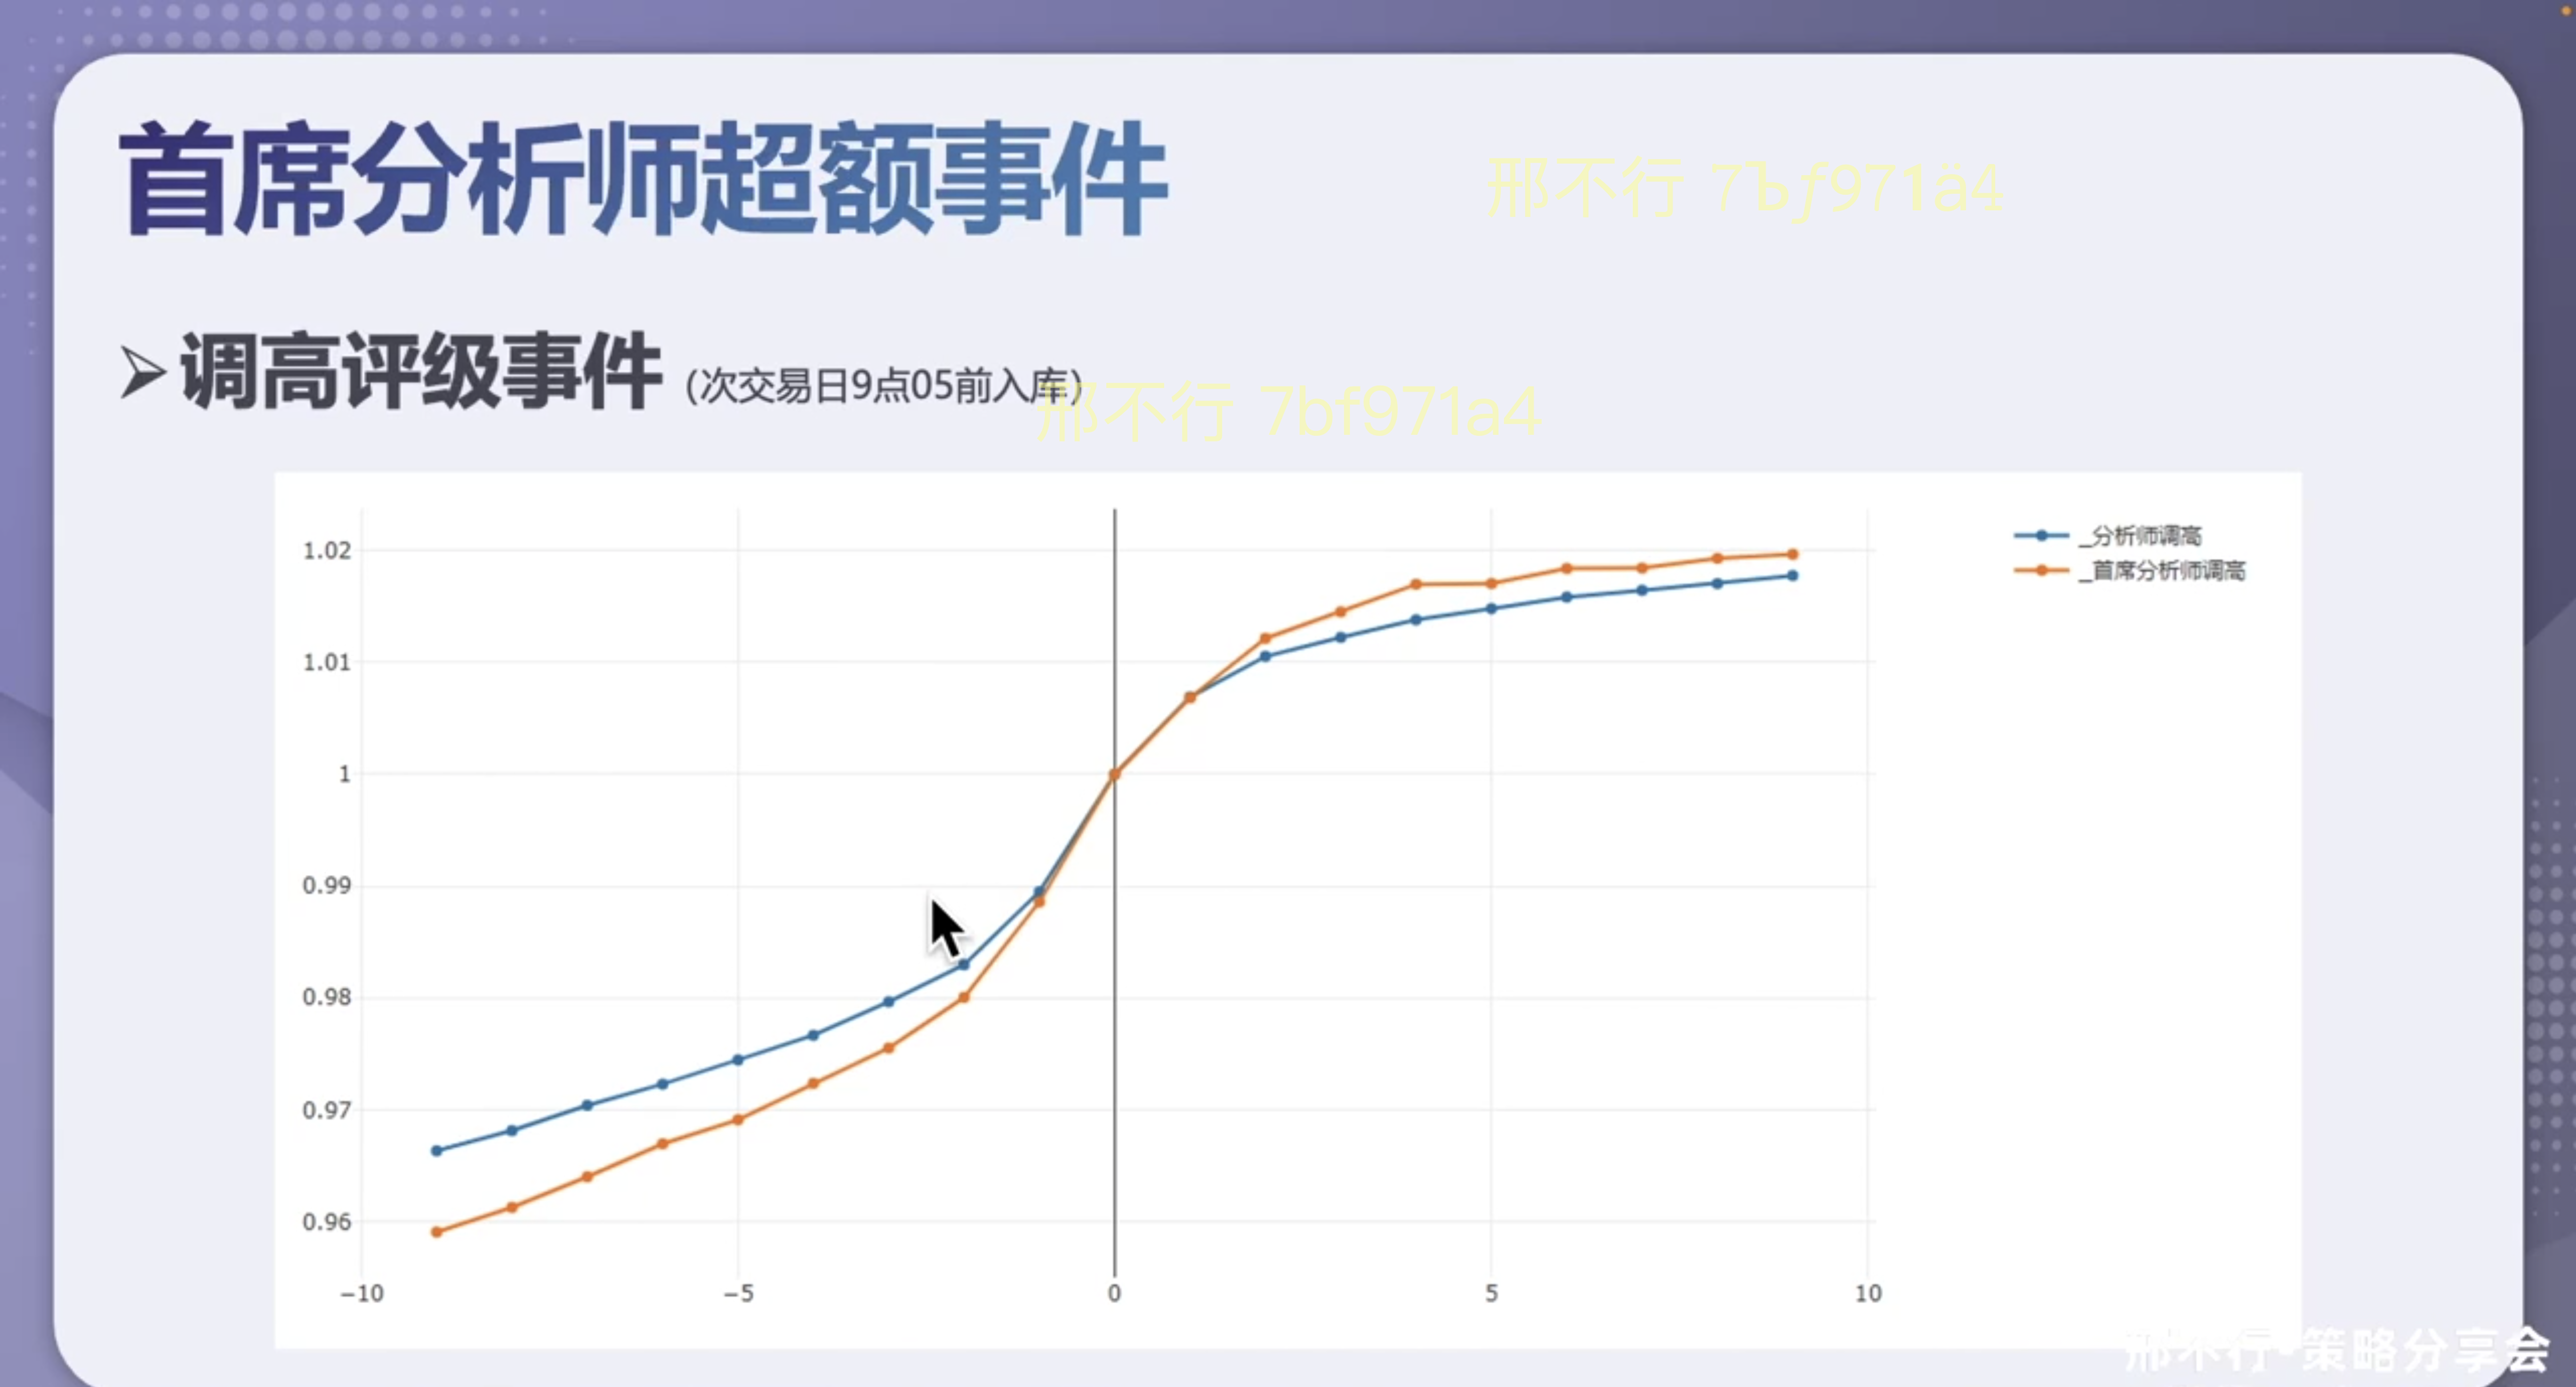 首席分析师超额事件
邢不行 7Ъƒ971ä4
➢调高评级事件 (次交易日9点05前入库)
邢不行 7bf971a4
_分析师调高
_首席分析师调高
1.02
1.01
1
0.99
0.98
0.97
0.96
−10 −5 0 5 10
邢不行·策略分享会